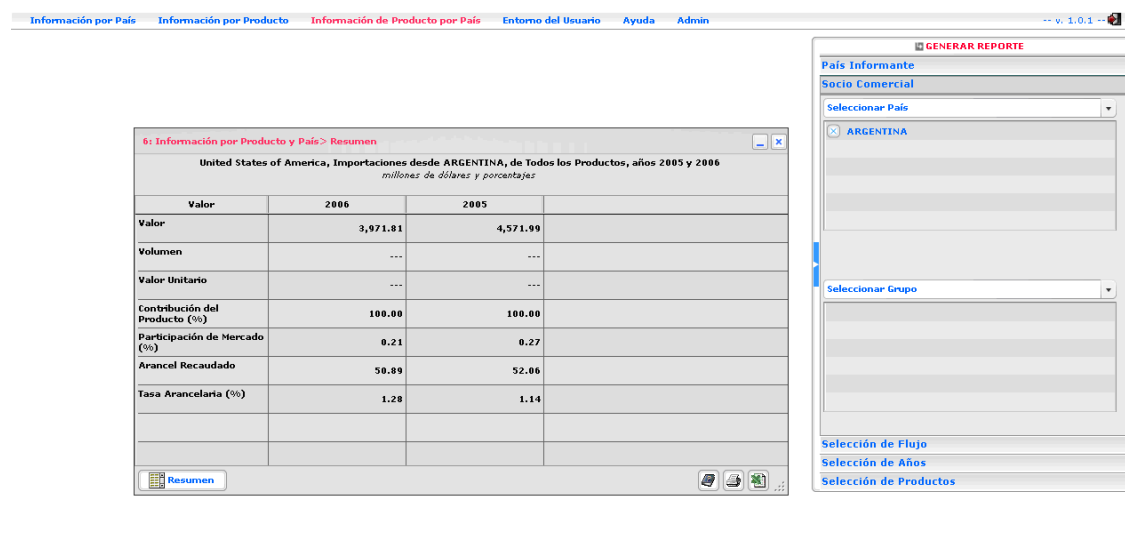 Información por País Información por Producto Información de Producto por País Entorno del Usuario Ayuda Admin -- v. 1.0.1 --
GENERAR REPORTE
País Informante
Socio Comercial
Seleccionar País
ARGENTINA
Seleccionar Grupo
Selección de Flujo
Selección de Años
Selección de Productos
6: Información por Producto y País> Resumen
United States of America, Importaciones desde ARGENTINA, de Todos los Productos, años 2005 y 2006
millones de dólares y porcentajes
Valor 2006 2005
Valor 3,971.81 4,571.99
Volumen --- ---
Valor Unitario --- ---
Contribución del
Producto (%) 100.00 100.00
Participación de Mercado
(%) 0.21 0.27
Arancel Recaudado 50.89 52.06
Tasa Arancelaria (%) 1.28 1.14
Resumen